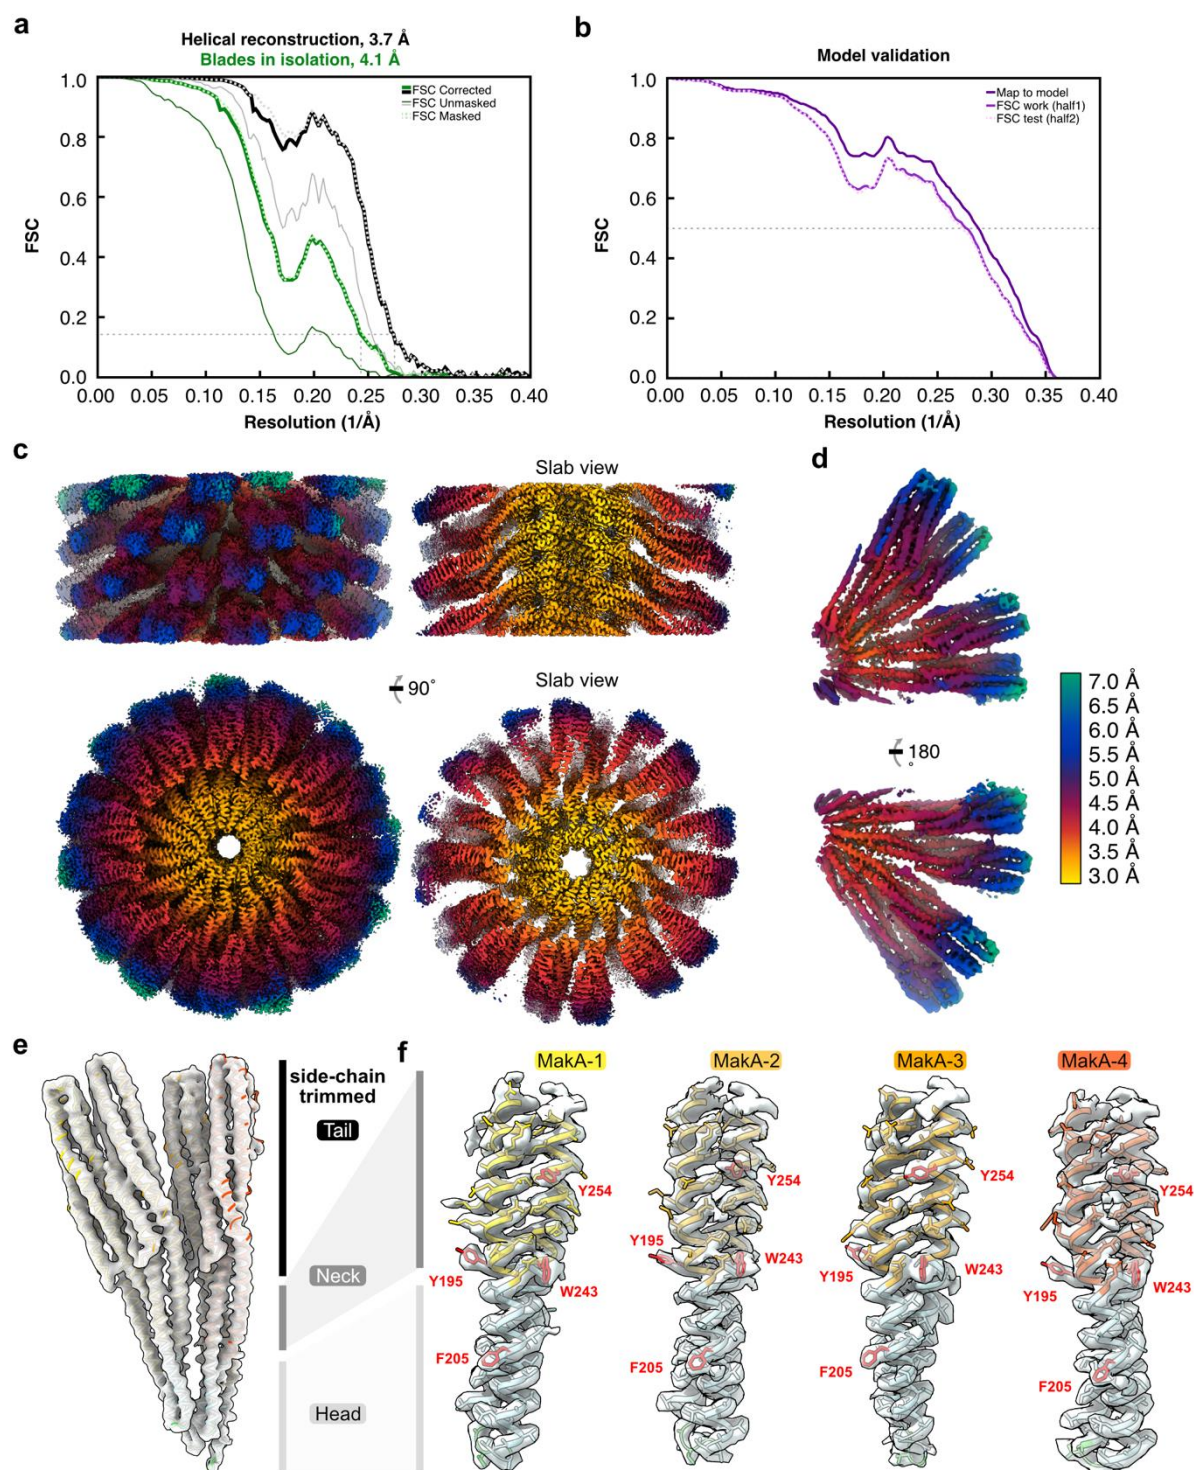 a
Helical reconstruction, 3.7 Å
Blades in isolation, 4.1 Å
FSC Corrected
FSC Unmasked
FSC Masked
1.0
0.8
0.6
0.4
0.2
0.0
FSC
0.00 0.05 0.10 0.15 0.20 0.25 0.30 0.35 0.40
Resolution (1/Å)
b
Model validation
Map to model
FSC work (half1)
FSC test (half2)
1.0
0.8
0.6
0.4
0.2
0.0
FSC
0.00 0.05 0.10 0.15 0.20 0.25 0.30 0.35 0.40
Resolution (1/Å)
c
Slab view
90°
Slab view
d
180
°
7.0 Å
6.5 Å
6.0 Å
5.5 Å
5.0 Å
4.5 Å
4.0 Å
3.5 Å
3.0 Å
e
side-chain
trimmed
Tail
Neck
Head
f
MakA-1
Y254
Y195
W243
F205
MakA-2
Y254
Y195
W243
F205
MakA-3
Y254
Y195
W243
F205
MakA-4
Y254
Y195
W243
F205